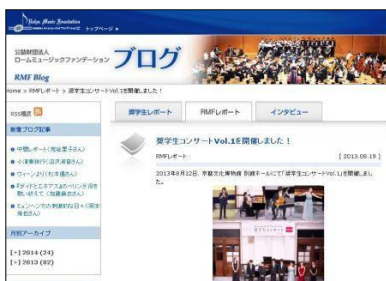 Rohm Music Foundation
トップページ
公益財団法人
ロームミュージックファンデーション
ブログ
RMF Blog
Home > RMFレポート > 奨学生コンサートVol.1を開催しました！
RSS購読
奨学生レポート
RMFレポート
インタビュー
新着ブログ記事
月別アーカイブ
[+] 2014 (24)
[+] 2013 (02)
奨学生コンサートVol.1を開催しました！
RMFレポート
[ 2013.08.19 ]
2013年8月12日、京都文化博物館 別館ホールにて「奨学生コンサートVol.1」を開催しまし
た。